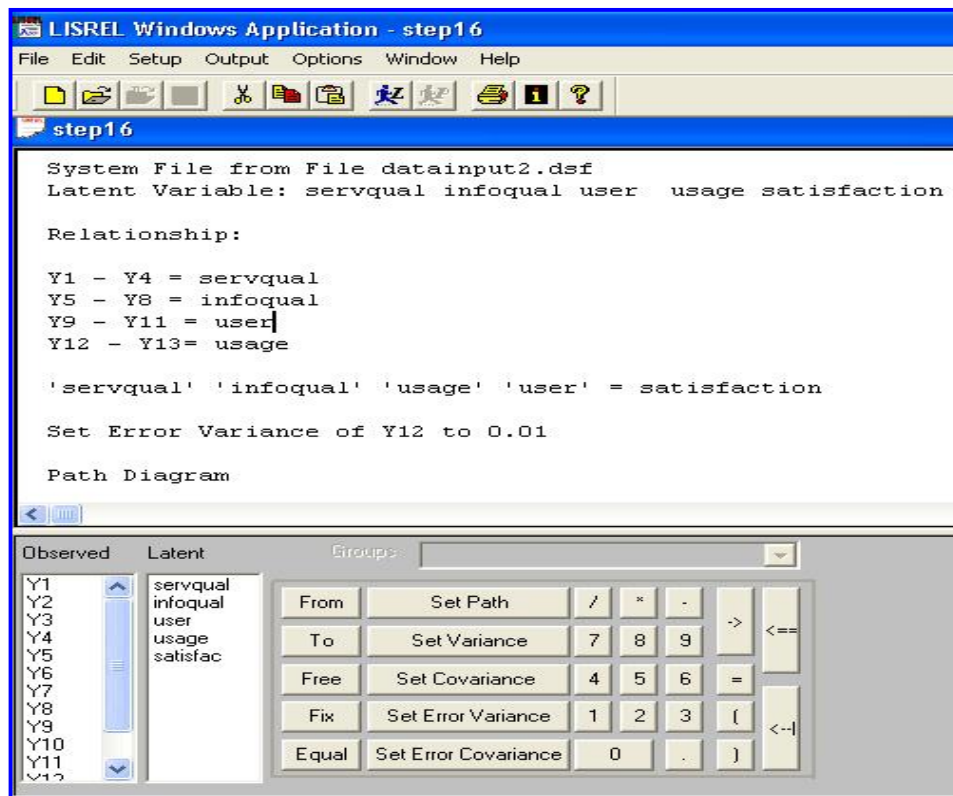 LISREL Windows Application - step16
File Edit Setup Output Options Window Help
step16
System File from File datainput2.dsf
Latent Variable: servqual infoqual user usage satisfaction
Relationship:
Y1 - Y4 = servqual
Y5 - Y8 = infoqual
Y9 - Y11 = user
Y12 - Y13= usage
'servqual' 'infoqual' 'usage' 'user' = satisfaction
Set Error Variance of Y12 to 0.01
Path Diagram
Observed Latent Groups
Y1
Y2
Y3
Y4
Y5
Y6
Y7
Y8
Y9
Y10
Y11
Y12
servqual
infoqual
user
usage
satisfac
From Set Path / * - -> <==
To Set Variance 7 8 9
Free Set Covariance 4 5 6 =
Fix Set Error Variance 1 2 3 ( <--|
Equal Set Error Covariance 0 . )